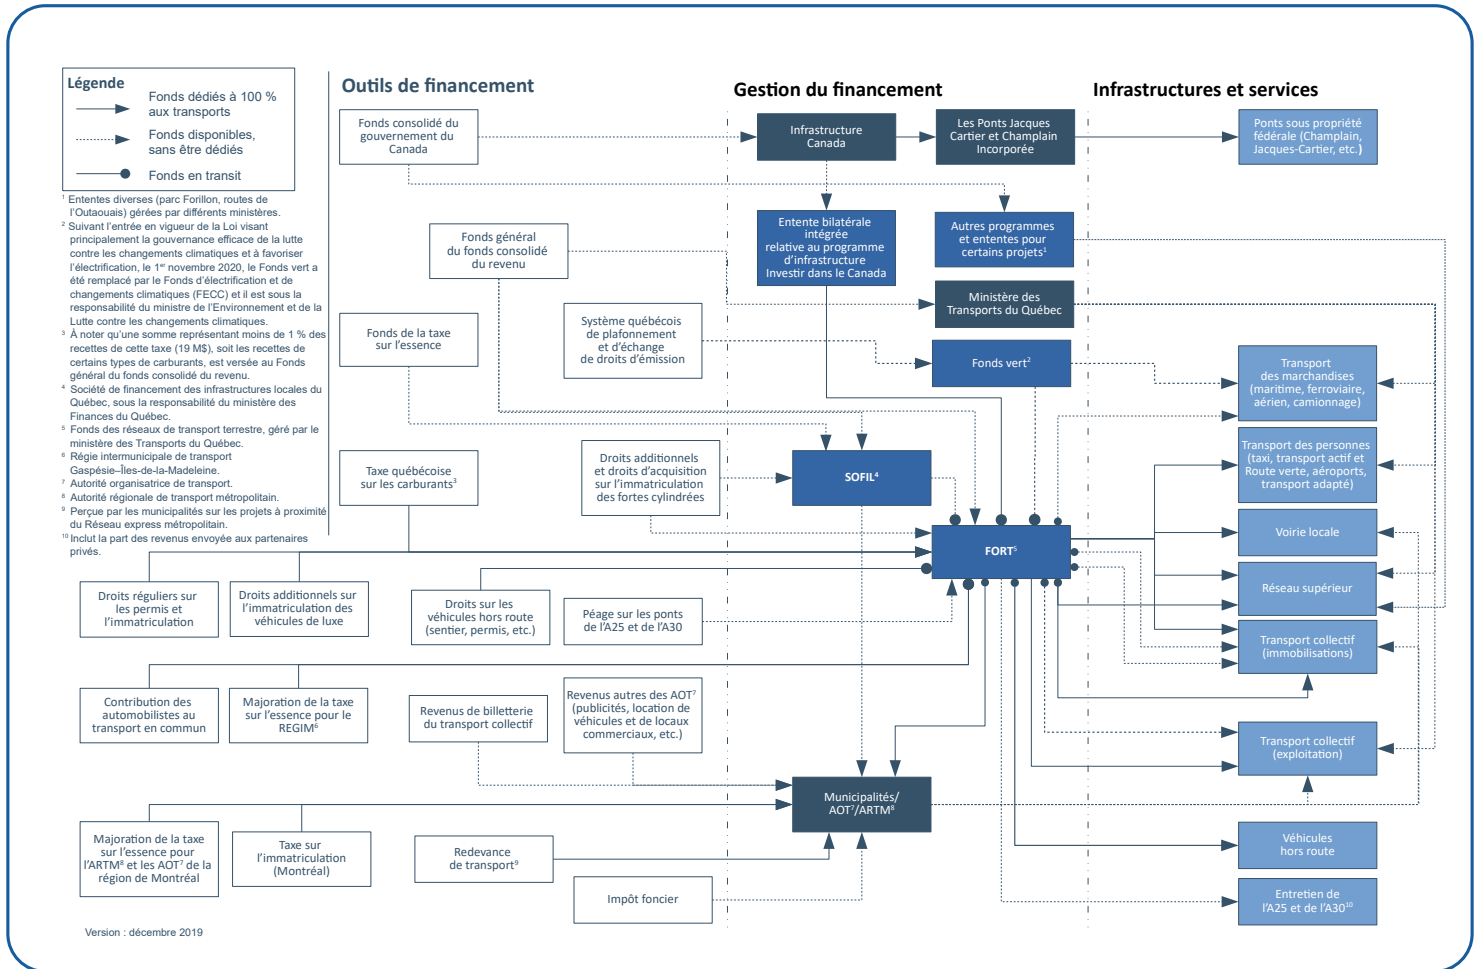 Légende
Fonds dédiés à 100 %
aux transports
Fonds disponibles,
sans être dédiés
Fonds en transit
¹ Ententes diverses (parc Forillon, routes de
l'Outaouais) gérées par différents ministères.
² Suivant l'entrée en vigueur de la Loi visant
principalement la gouvernance efficace de la lutte
contre les changements climatiques et à favoriser
l'électrification, le 1ᵉʳ novembre 2020, le Fonds vert a
été remplacé par le Fonds d'électrification et de
changements climatiques (FECC) et il est sous la
responsabilité du ministre de l'Environnement et de la
Lutte contre les changements climatiques.
³ À noter qu'une somme représentant moins de 1 % des
recettes de cette taxe (19 M$), soit les recettes de
certains types de carburants, est versée au Fonds
général du fonds consolidé du revenu.
⁴ Société de financement des infrastructures locales du
Québec, sous la responsabilité du ministère des
Finances du Québec.
⁵ Fonds des réseaux de transport terrestre, géré par le
ministère des Transports du Québec.
⁶ Régie intermunicipale de transport
Gaspésie–Îles-de-la-Madeleine.
⁷ Autorité organisatrice de transport.
⁸ Autorité régionale de transport métropolitain.
⁹ Perçue par les municipalités sur les projets à proximité
du Réseau express métropolitain.
¹⁰ Inclut la part des revenus envoyée aux partenaires
privés.
Outils de financement
Fonds consolidé du
gouvernement du
Canada
Fonds général
du fonds consolidé
du revenu
Fonds de la taxe
sur l'essence
Système québécois
de plafonnement
et d'échange
de droits d'émission
Taxe québécoise
sur les carburants³
Droits additionnels
et droits d'acquisition
sur l'immatriculation
des fortes cylindrées
Droits réguliers sur
les permis et
l'immatriculation
Droits additionnels sur
l'immatriculation des
véhicules de luxe
Droits sur les
véhicules hors route
(sentier, permis, etc.)
Péage sur les ponts
de l'A25 et de l'A30
Contribution des
automobilistes au
transport en commun
Majoration de la taxe
sur l'essence pour le
REGIM⁶
Revenus de billetterie
du transport collectif
Revenus autres des AOT⁷
(publicités, location de
véhicules et de locaux
commerciaux, etc.)
Majoration de la taxe
sur l'essence pour
l'ARTM⁸ et les AOT⁷ de la
région de Montréal
Taxe sur
l'immatriculation
(Montréal)
Redevance
de transport⁹
Impôt foncier
Gestion du financement
Infrastructure
Canada
Les Ponts Jacques
Cartier et Champlain
Incorporée
Entente bilatérale
intégrée
relative au programme
d'infrastructure
Investir dans le Canada
Autres programmes
et ententes pour
certains projets¹
Ministère des
Transports du Québec
Fonds vert²
SOFIL⁴
FORT⁵
Municipalités/
AOT⁷/ARTM⁸
Infrastructures et services
Ponts sous propriété
fédérale (Champlain,
Jacques-Cartier, etc.)
Transport
des marchandises
(maritime, ferroviaire,
aérien, camionnage)
Transport des personnes
(taxi, transport actif et
Route verte, aéroports,
transport adapté)
Voirie locale
Réseau supérieur
Transport collectif
(immobilisations)
Transport collectif
(exploitation)
Véhicules
hors route
Entretien de
l'A25 et de l'A30¹⁰
Version : décembre 2019